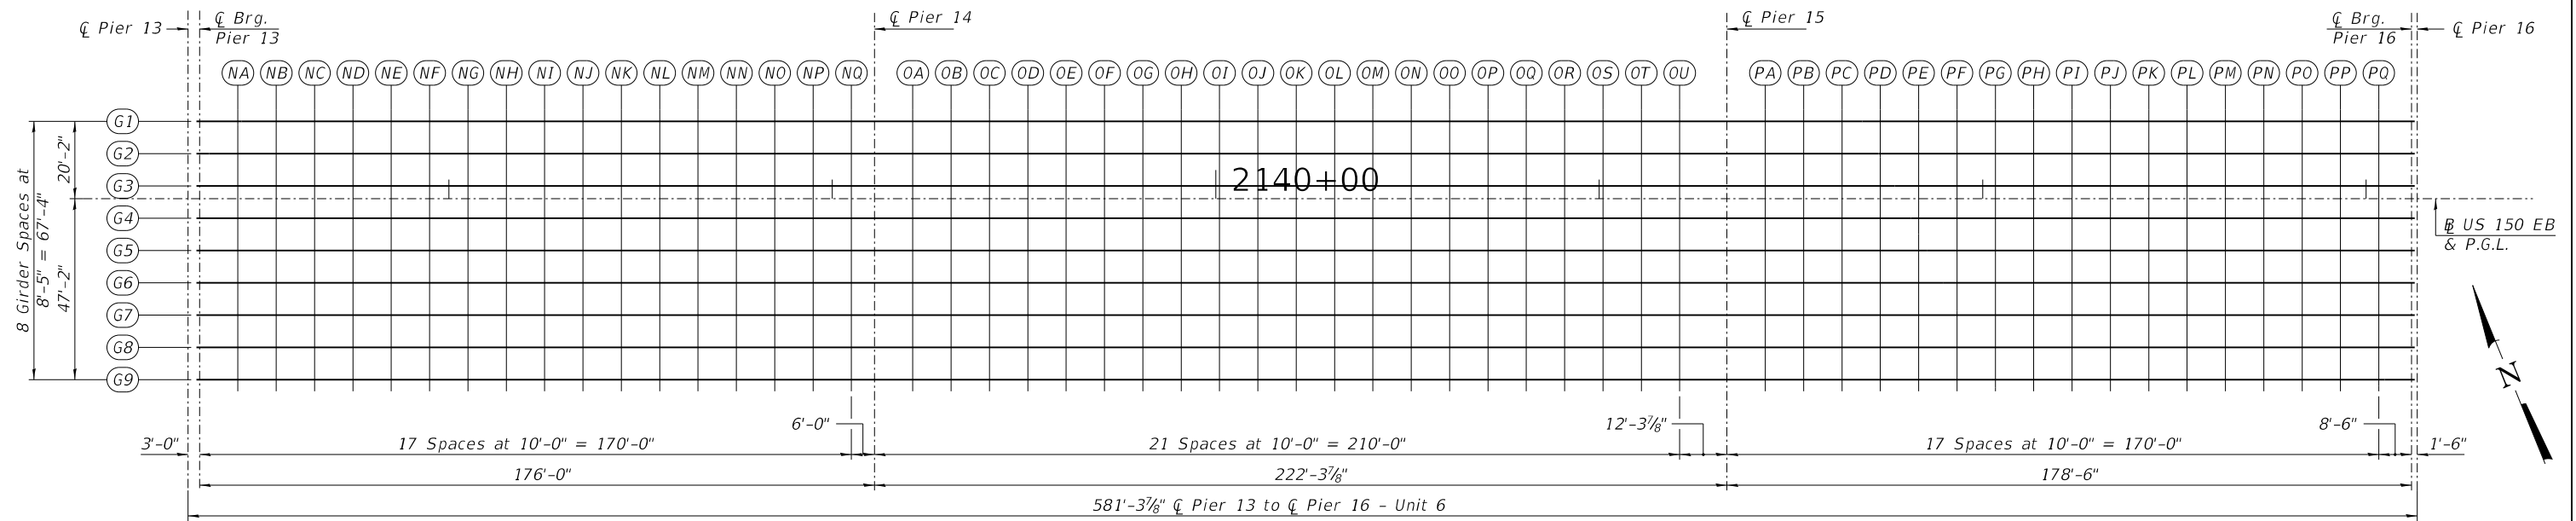 ℄ Pier 13
℄ Brg.
Pier 13
℄ Pier 14
℄ Pier 15
℄ Brg.
Pier 16
℄ Pier 16
NA NB NC ND NE NF NG NH NI NJ NK NL NM NN NO NP NQ OA OB OC OD OE OF OG OH OI OJ OK OL OM ON OO OP OQ OR OS OT OU PA PB PC PD PE PF PG PH PI PJ PK PL PM PN PO PP PQ
G1
G2
G3
G4
G5
G6
G7
G8
G9
8 Girder Spaces at
8'-5" = 67'-4"
20'-2"
47'-2"
2140+00
B͟L US 150 EB
& P.G.L.
N
6'-0"
12'-3⅞"
8'-6"
3'-0"
17 Spaces at 10'-0" = 170'-0"
21 Spaces at 10'-0" = 210'-0"
17 Spaces at 10'-0" = 170'-0"
1'-6"
176'-0"
222'-3⅞"
178'-6"
581'-3⅞" ℄ Pier 13 to ℄ Pier 16 - Unit 6